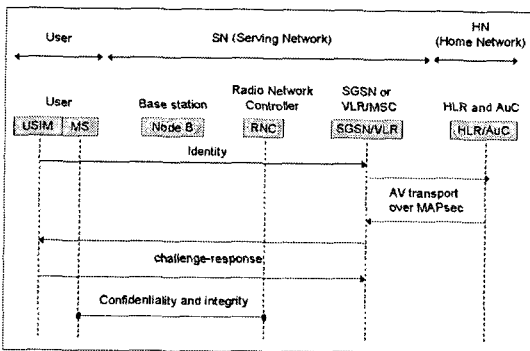 User SN (Serving Network) HN
(Home Network)
User Base station Radio Network Controller SGSN or VLR/MSC HLR and AuC
USIM MS Node B RNC SGSN/VLR HLR/AuC
Identity
AV transport
over MAPsec
challenge-response
Confidentiality and integrity